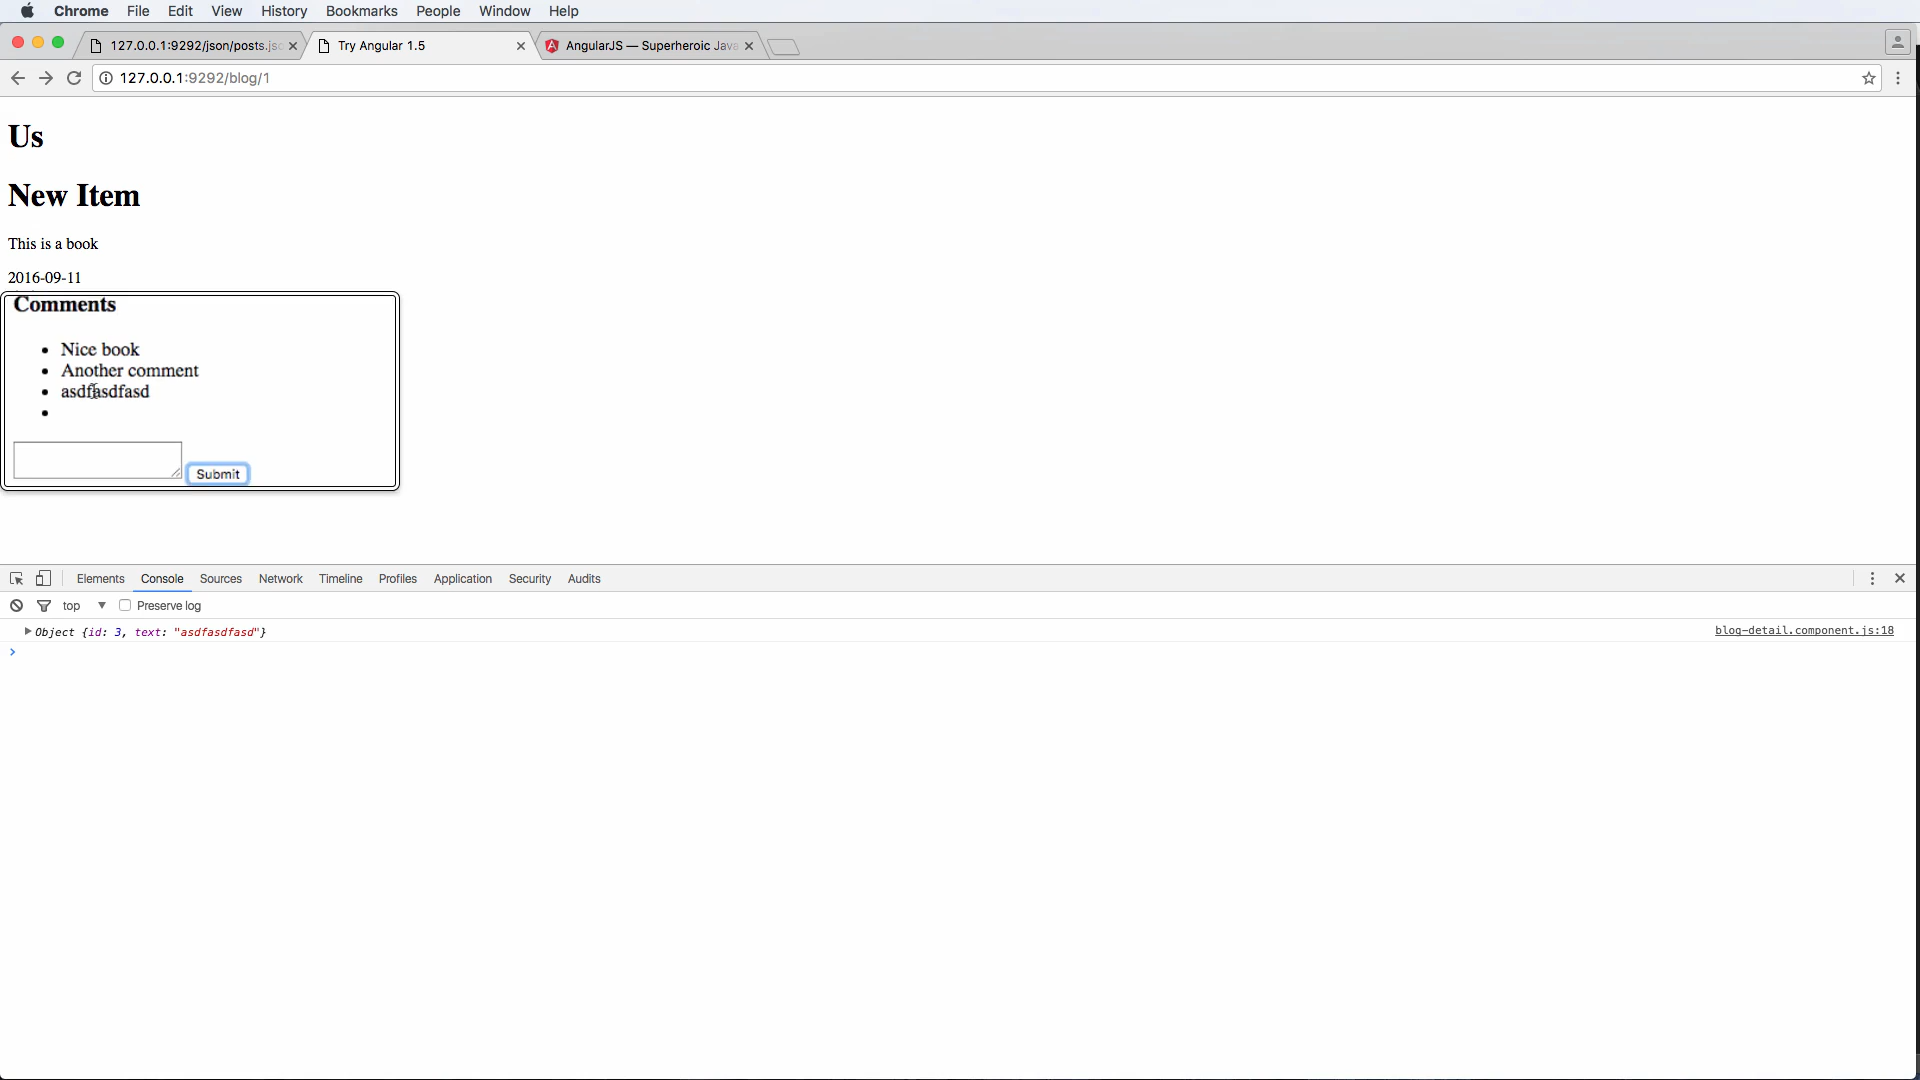 Chrome File Edit View History Bookmarks People Window Help
127.0.0.1:9292/json/posts.js Try Angular 1.5 AngularJS — Superheroic Java
127.0.0.1:9292/blog/1
Us
New Item
This is a book
2016-09-11
Comments
Nice book
Another comment
asdfasdfasd
Submit
Elements Console Sources Network Timeline Profiles Application Security Audits
top Preserve log
Object {id: 3, text: "asdfasdfasd"} blog-detail.component.js:18